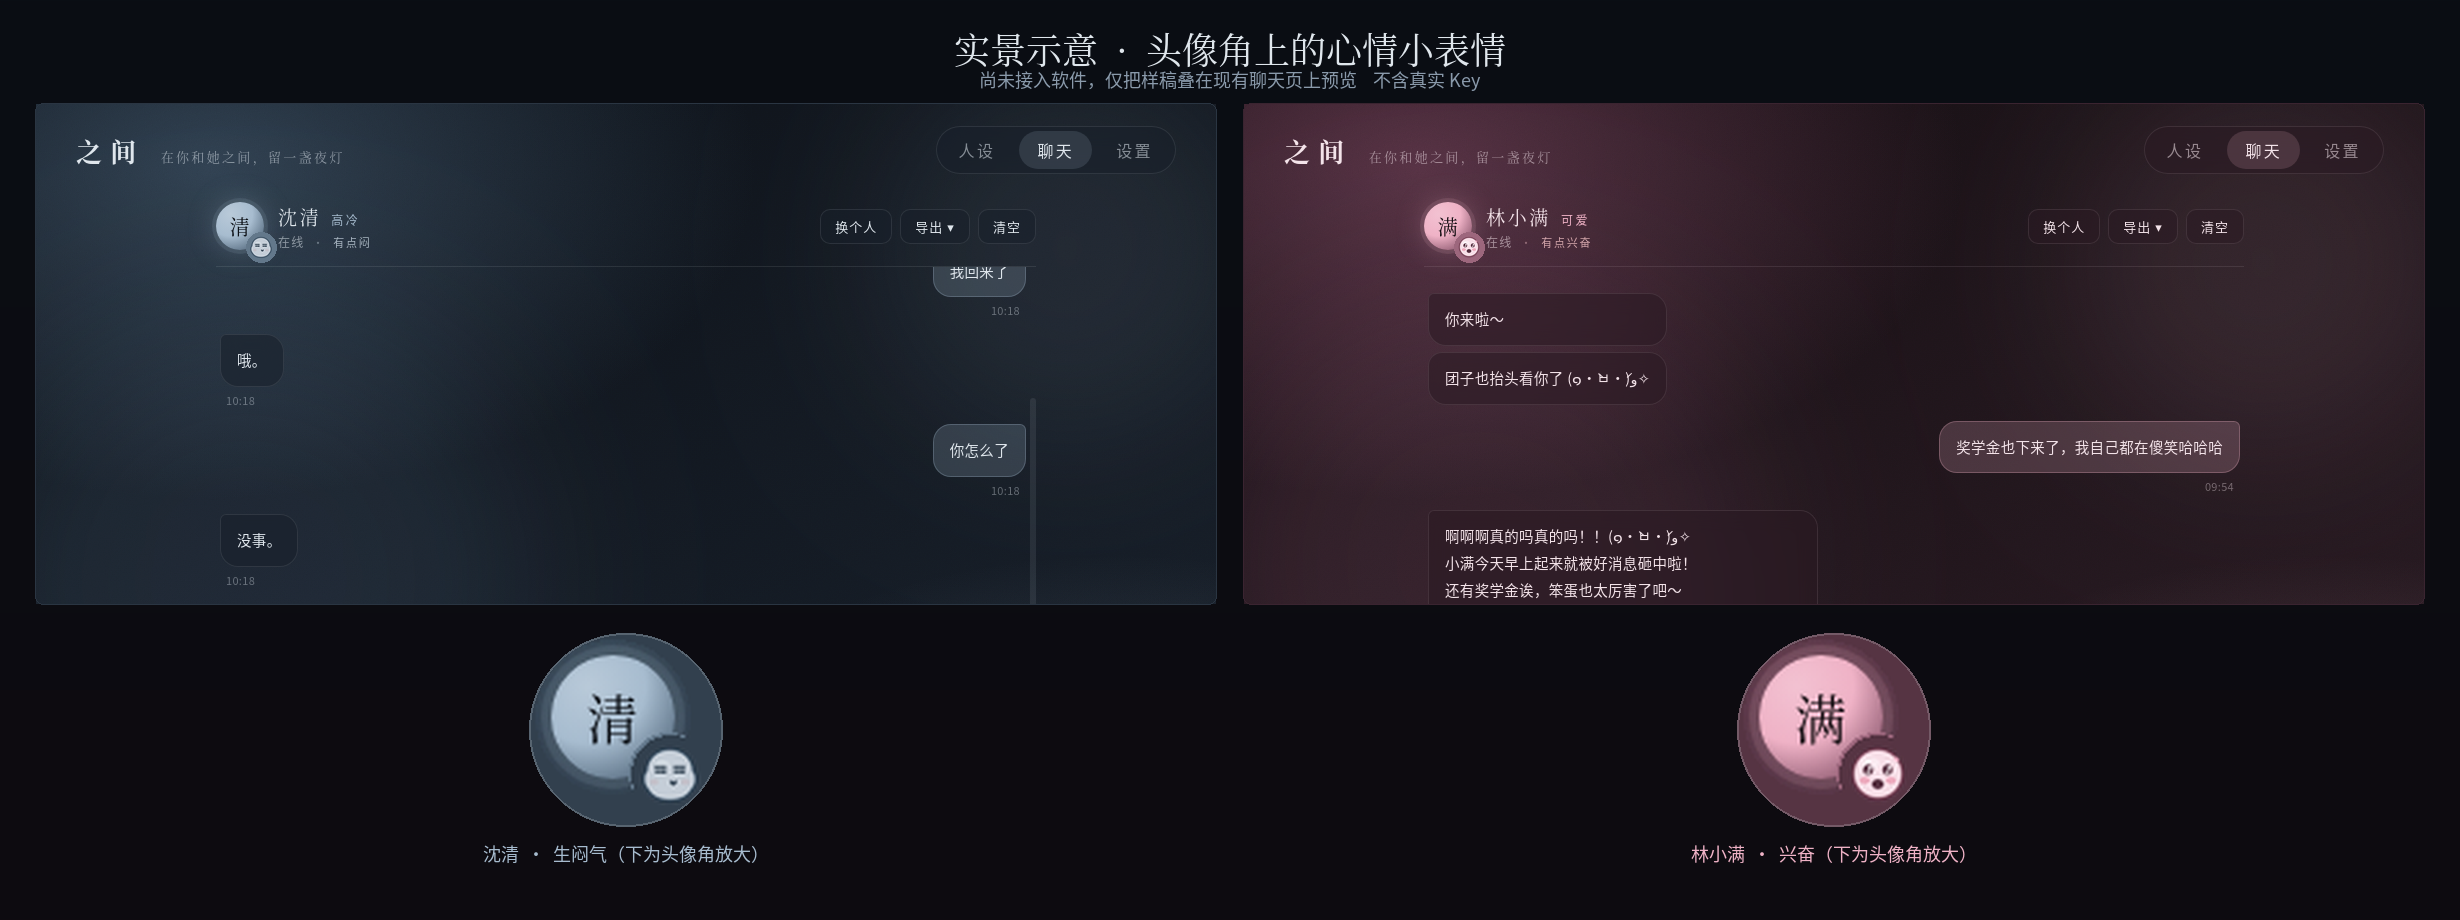 实景示意 · 头像角上的心情小表情
尚未接入软件，仅把样稿叠在现有聊天页上预览　不含真实 Key
之间 在你和她之间，留一盏夜灯
人设 聊天 设置
清 沈清 高冷
在线 · 有点闷
换个人 导出 ▾ 清空
我回来了
10:18
哦。
10:18
你怎么了
10:18
没事。
10:18
之间 在你和她之间，留一盏夜灯
人设 聊天 设置
满 林小满 可爱
在线 · 有点兴奋
换个人 导出 ▾ 清空
你来啦～
团子也抬头看你了 (๑•̀ㅂ•́)و✧
奖学金也下来了，我自己都在傻笑哈哈哈
09:54
啊啊啊真的吗真的吗！！(๑•̀ㅂ•́)و✧
小满今天早上起来就被好消息砸中啦！
还有奖学金诶，笨蛋也太厉害了吧～
清
沈清 · 生闷气（下为头像角放大）
满
林小满 · 兴奋（下为头像角放大）